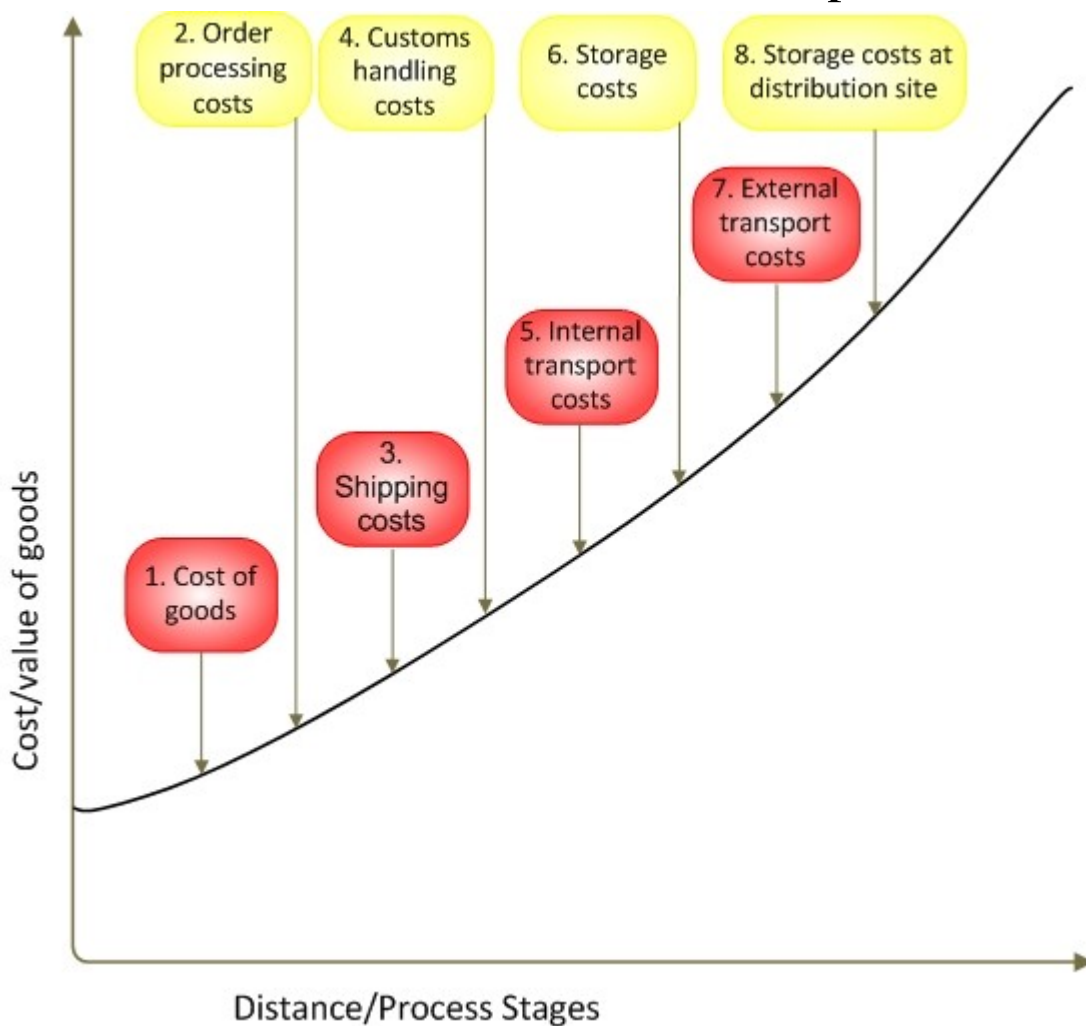 2. Order
processing
costs
4. Customs
handling
costs
6. Storage
costs
8. Storage costs at
distribution site
7. External
transport
costs
5. Internal
transport
costs
3.
Shipping
costs
1. Cost of
goods
Cost/value of goods
Distance/Process Stages